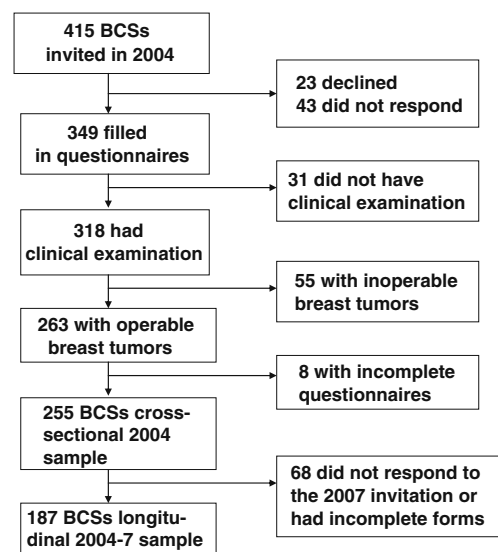 415 BCSs
invited in 2004
23 declined
43 did not respond
349 filled
in questionnaires
31 did not have
clinical examination
318 had
clinical examination
55 with inoperable
breast tumors
263 with operable
breast tumors
8 with incomplete
questionnaires
255 BCSs cross-
sectional 2004
sample
68 did not respond to
the 2007 invitation or
had incomplete forms
187 BCSs longitu-
dinal 2004-7 sample